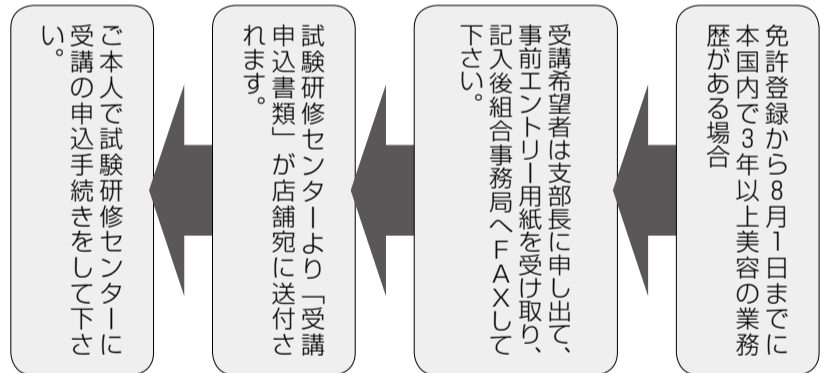 免許登録から8月1日までに
本国内で3年以上美容の業務
歴がある場合
受講希望者は支部長に申し出て、
事前エントリー用紙を受け取り、
記入後組合事務局へＦＡＸして
下さい。
試験研修センターより「受講
申込書類」が店舗宛に送付さ
れます。
ご本人で試験研修センターに
受講の申込手続きをして下さ
い。